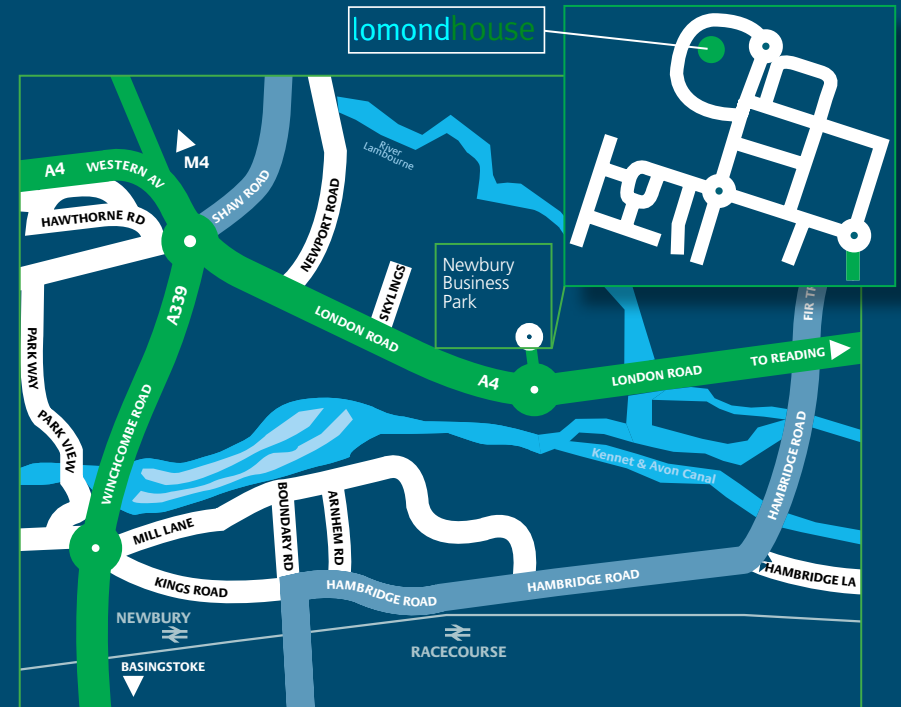 lomondhouse
A4
WESTERN AV
M4
SHAW ROAD
River
Lambourne
HAWTHORNE RD
NEWPORT ROAD
Newbury
Business
Park
SKYLINGS
A339
LONDON ROAD
FIR
PARK WAY
A4
LONDON ROAD
TO READING
WINCHCOMBE ROAD
PARK VIEW
HAMBRIDGE ROAD
Kennet & Avon Canal
BOUNDARY RD
ARNHEM RD
MILL LANE
KINGS ROAD
HAMBRIDGE ROAD
HAMBRIDGE ROAD
HAMBRIDGE LA
NEWBURY
RACECOURSE
BASINGSTOKE